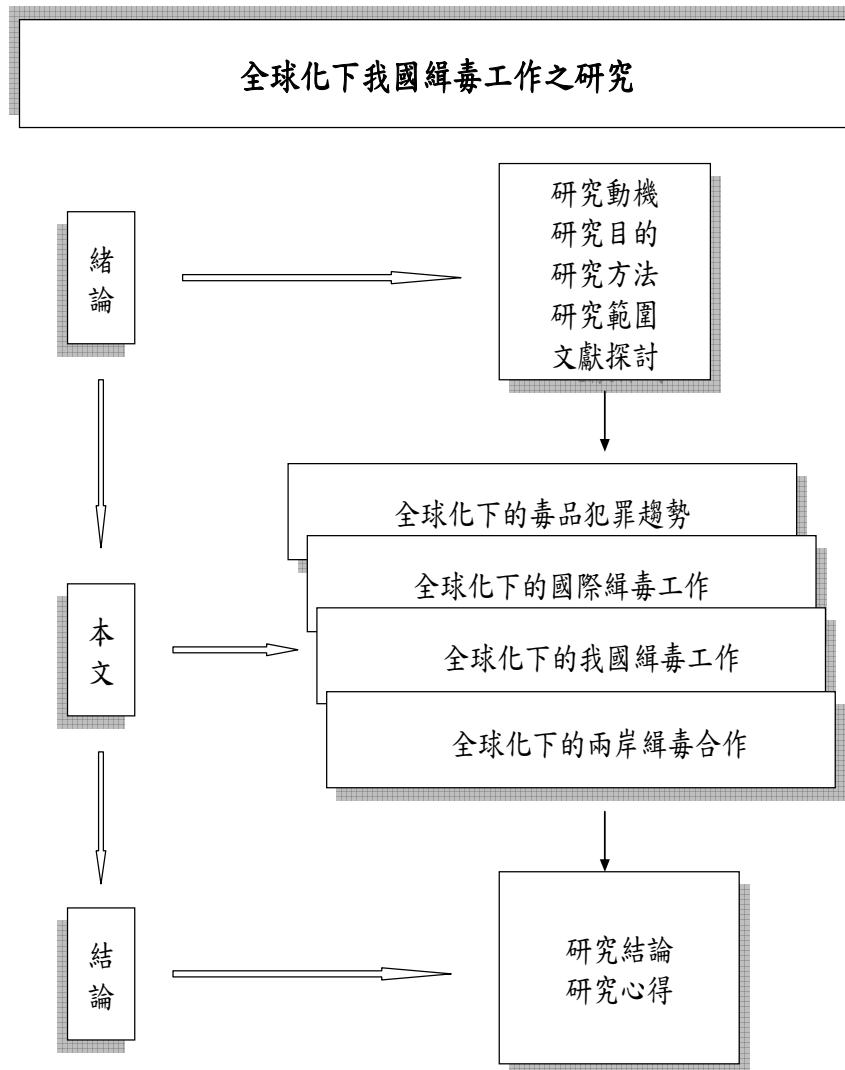 全球化下我國緝毒工作之研究
緒
論
研究動機
研究目的
研究方法
研究範圍
文獻探討
本
文
全球化下的毒品犯罪趨勢
全球化下的國際緝毒工作
全球化下的我國緝毒工作
全球化下的兩岸緝毒合作
結
論
研究結論
研究心得